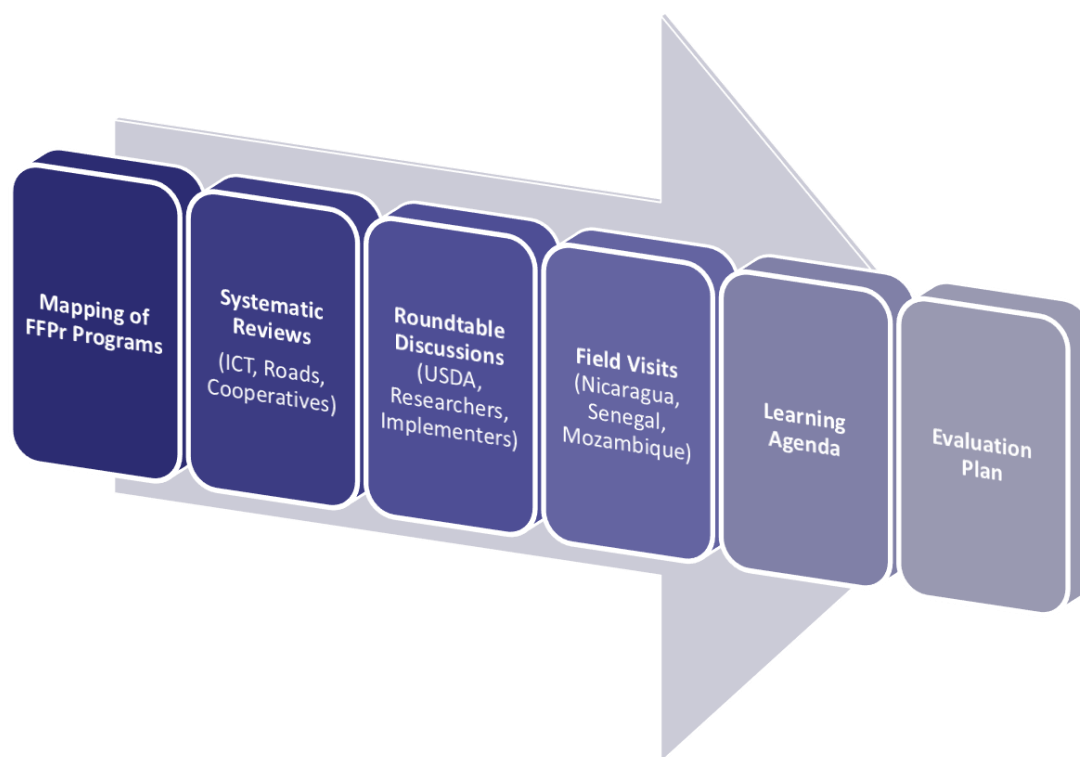 Mapping of
FFPr Programs
Systematic
Reviews
(ICT, Roads,
Cooperatives)
Roundtable
Discussions
(USDA,
Researchers,
Implementers)
Field Visits
(Nicaragua,
Senegal,
Mozambique)
Learning
Agenda
Evaluation
Plan